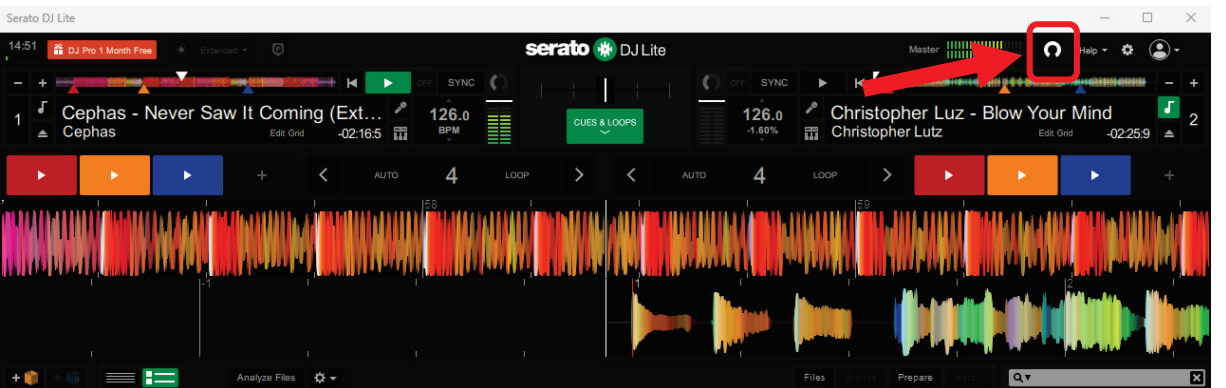 Serato DJ Lite
14:51 DJ Pro 1 Month Free Extended serato DJ Lite Master Help
- + OFF SYNC OFF SYNC - +
1 Cephas - Never Saw It Coming (Ext... 126.0 CUES & LOOPS 126.0 Christopher Luz - Blow Your Mind 2
Cephas Edit Grid -02:16:5 BPM -1.60% Christopher Lutz Edit Grid -02:25:9
+ < AUTO 4 LOOP > < AUTO 4 LOOP > +
58 59
-1 1 2
+ + Analyze Files Files Prepare